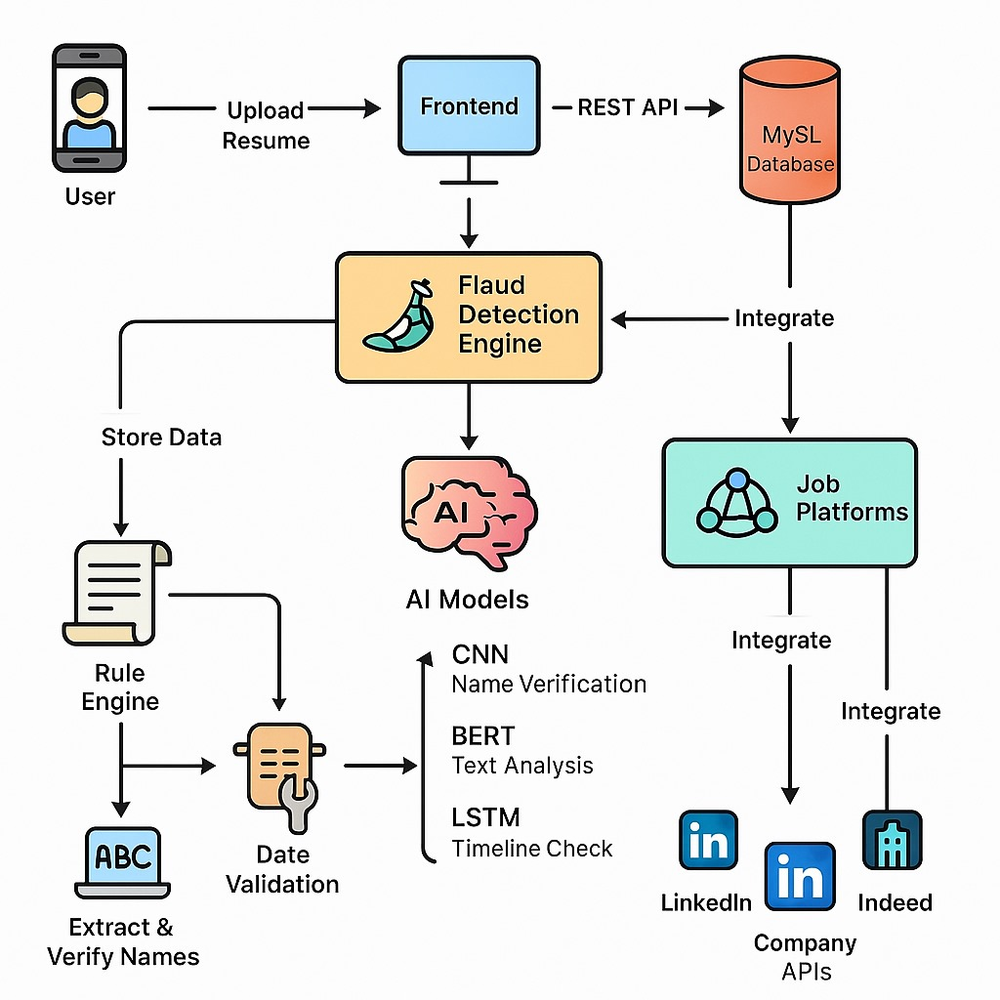 User
Upload
Resume
Frontend
REST API
MySL
Database
Flaud
Detection
Engine
Integrate
Store Data
AI
AI Models
Job
Platforms
Rule
Engine
CNN
Name Verification
BERT
Text Analysis
LSTM
Timeline Check
Integrate
Integrate
ABC
Extract &
Verify Names
Date
Validation
in
LinkedIn
in
Company
APIs
Indeed